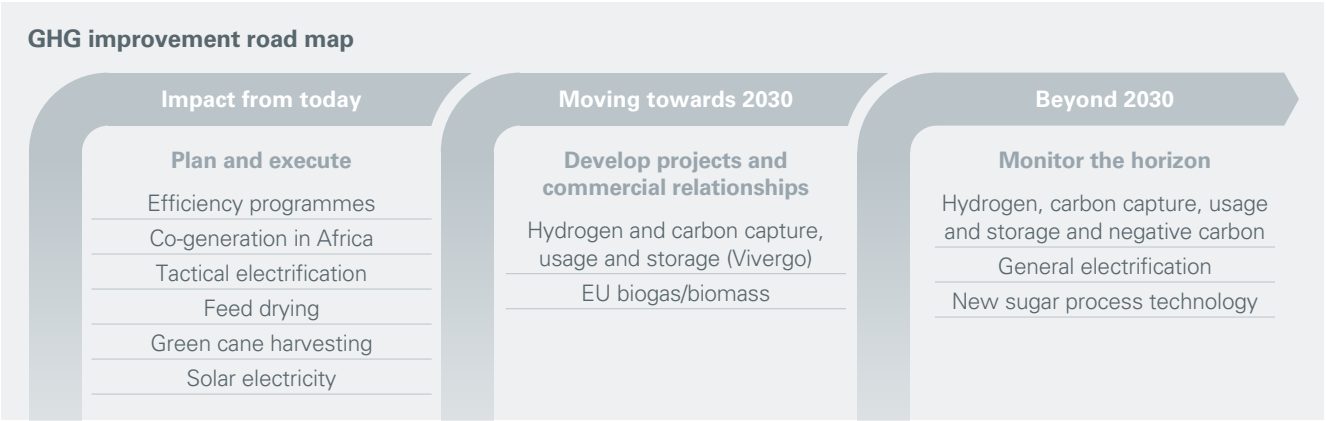 GHG improvement road map
Impact from today
Plan and execute
Efficiency programmes
Co-generation in Africa
Tactical electrification
Feed drying
Green cane harvesting
Solar electricity
Moving towards 2030
Develop projects and
commercial relationships
Hydrogen and carbon capture,
usage and storage (Vivergo)
EU biogas/biomass
Beyond 2030
Monitor the horizon
Hydrogen, carbon capture, usage
and storage and negative carbon
General electrification
New sugar process technology